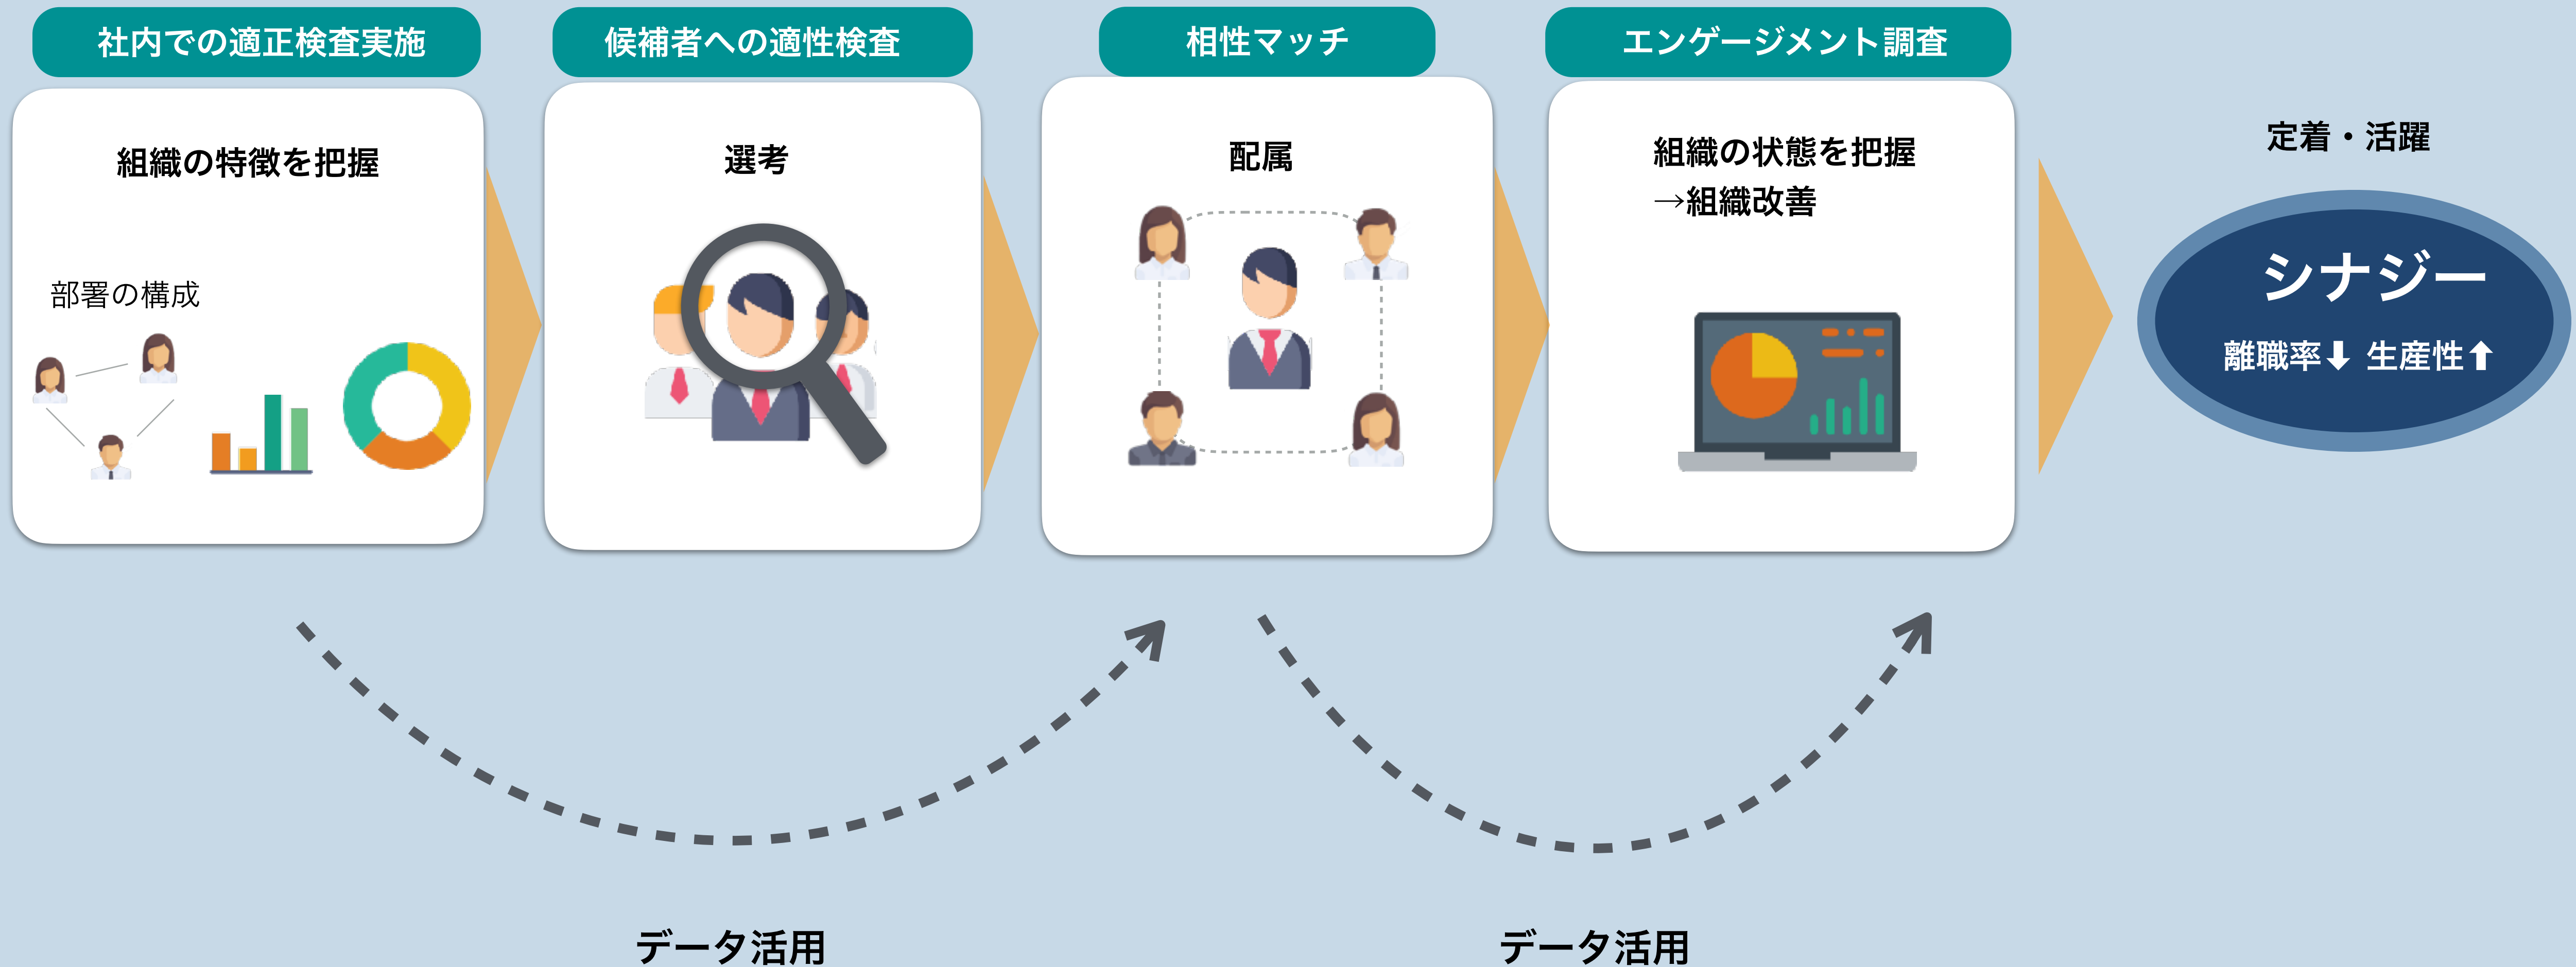 社内での適正検査実施
候補者への適性検査
相性マッチ
エンゲージメント調査
組織の特徴を把握
部署の構成
選考
配属
組織の状態を把握
→組織改善
定着・活躍
シナジー
離職率⬇ 生産性⬆
データ活用
データ活用